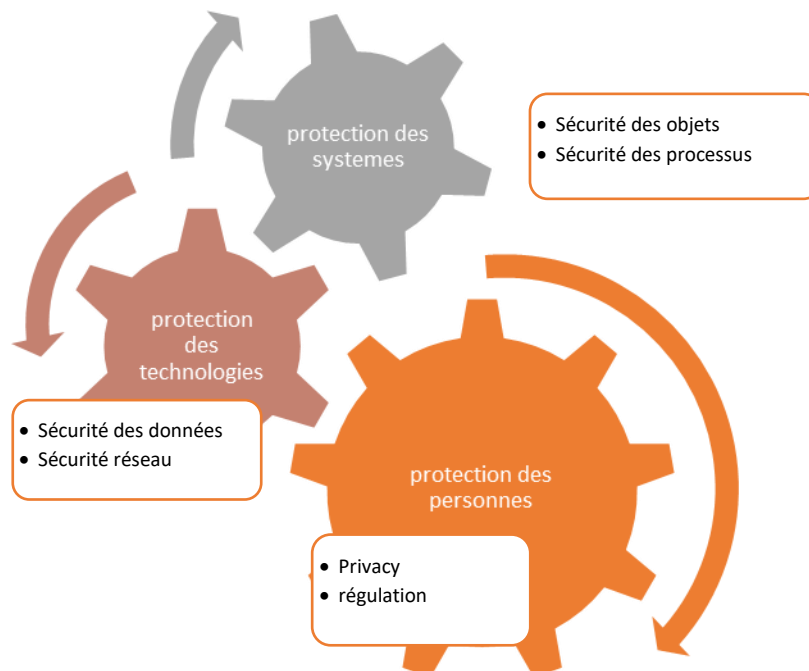 protection des
systemes
• Sécurité des objets
• Sécurité des processus
protection
des
technologies
• Sécurité des données
• Sécurité réseau
protection des
personnes
• Privacy
• régulation